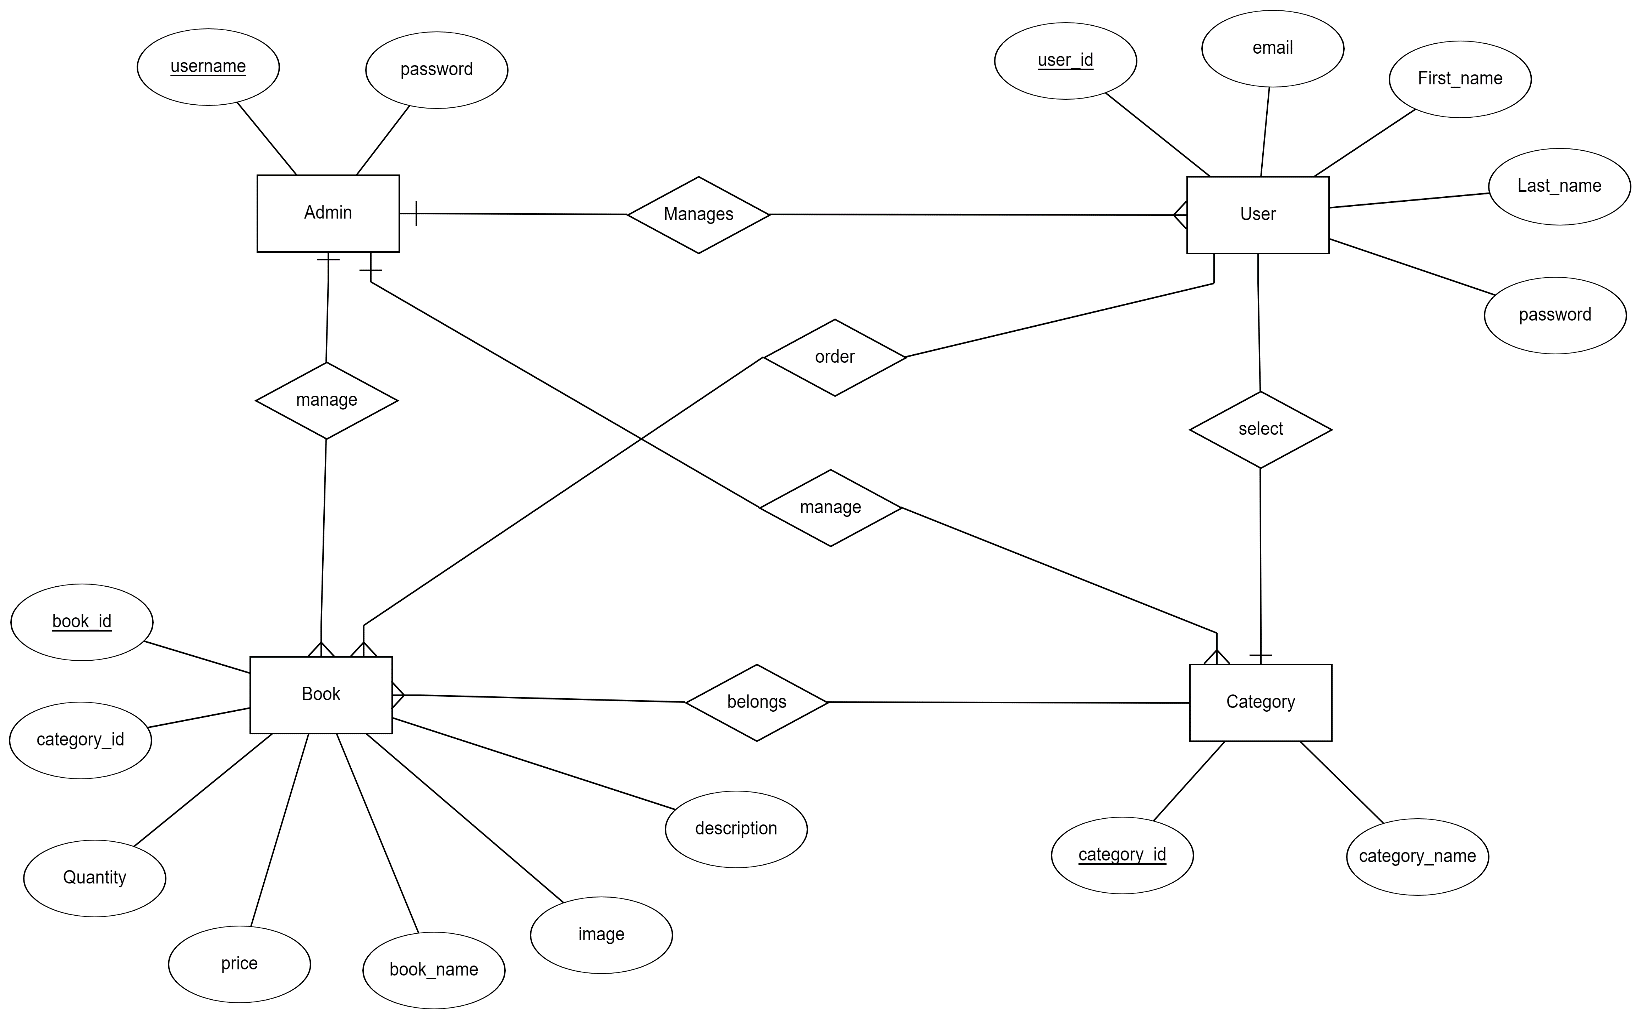 username
password
user_id
email
First_name
Last_name
password
Admin
Manages
User
order
manage
select
manage
book_id
category_id
Book
belongs
Category
Quantity
price
book_name
image
description
category_id
category_name